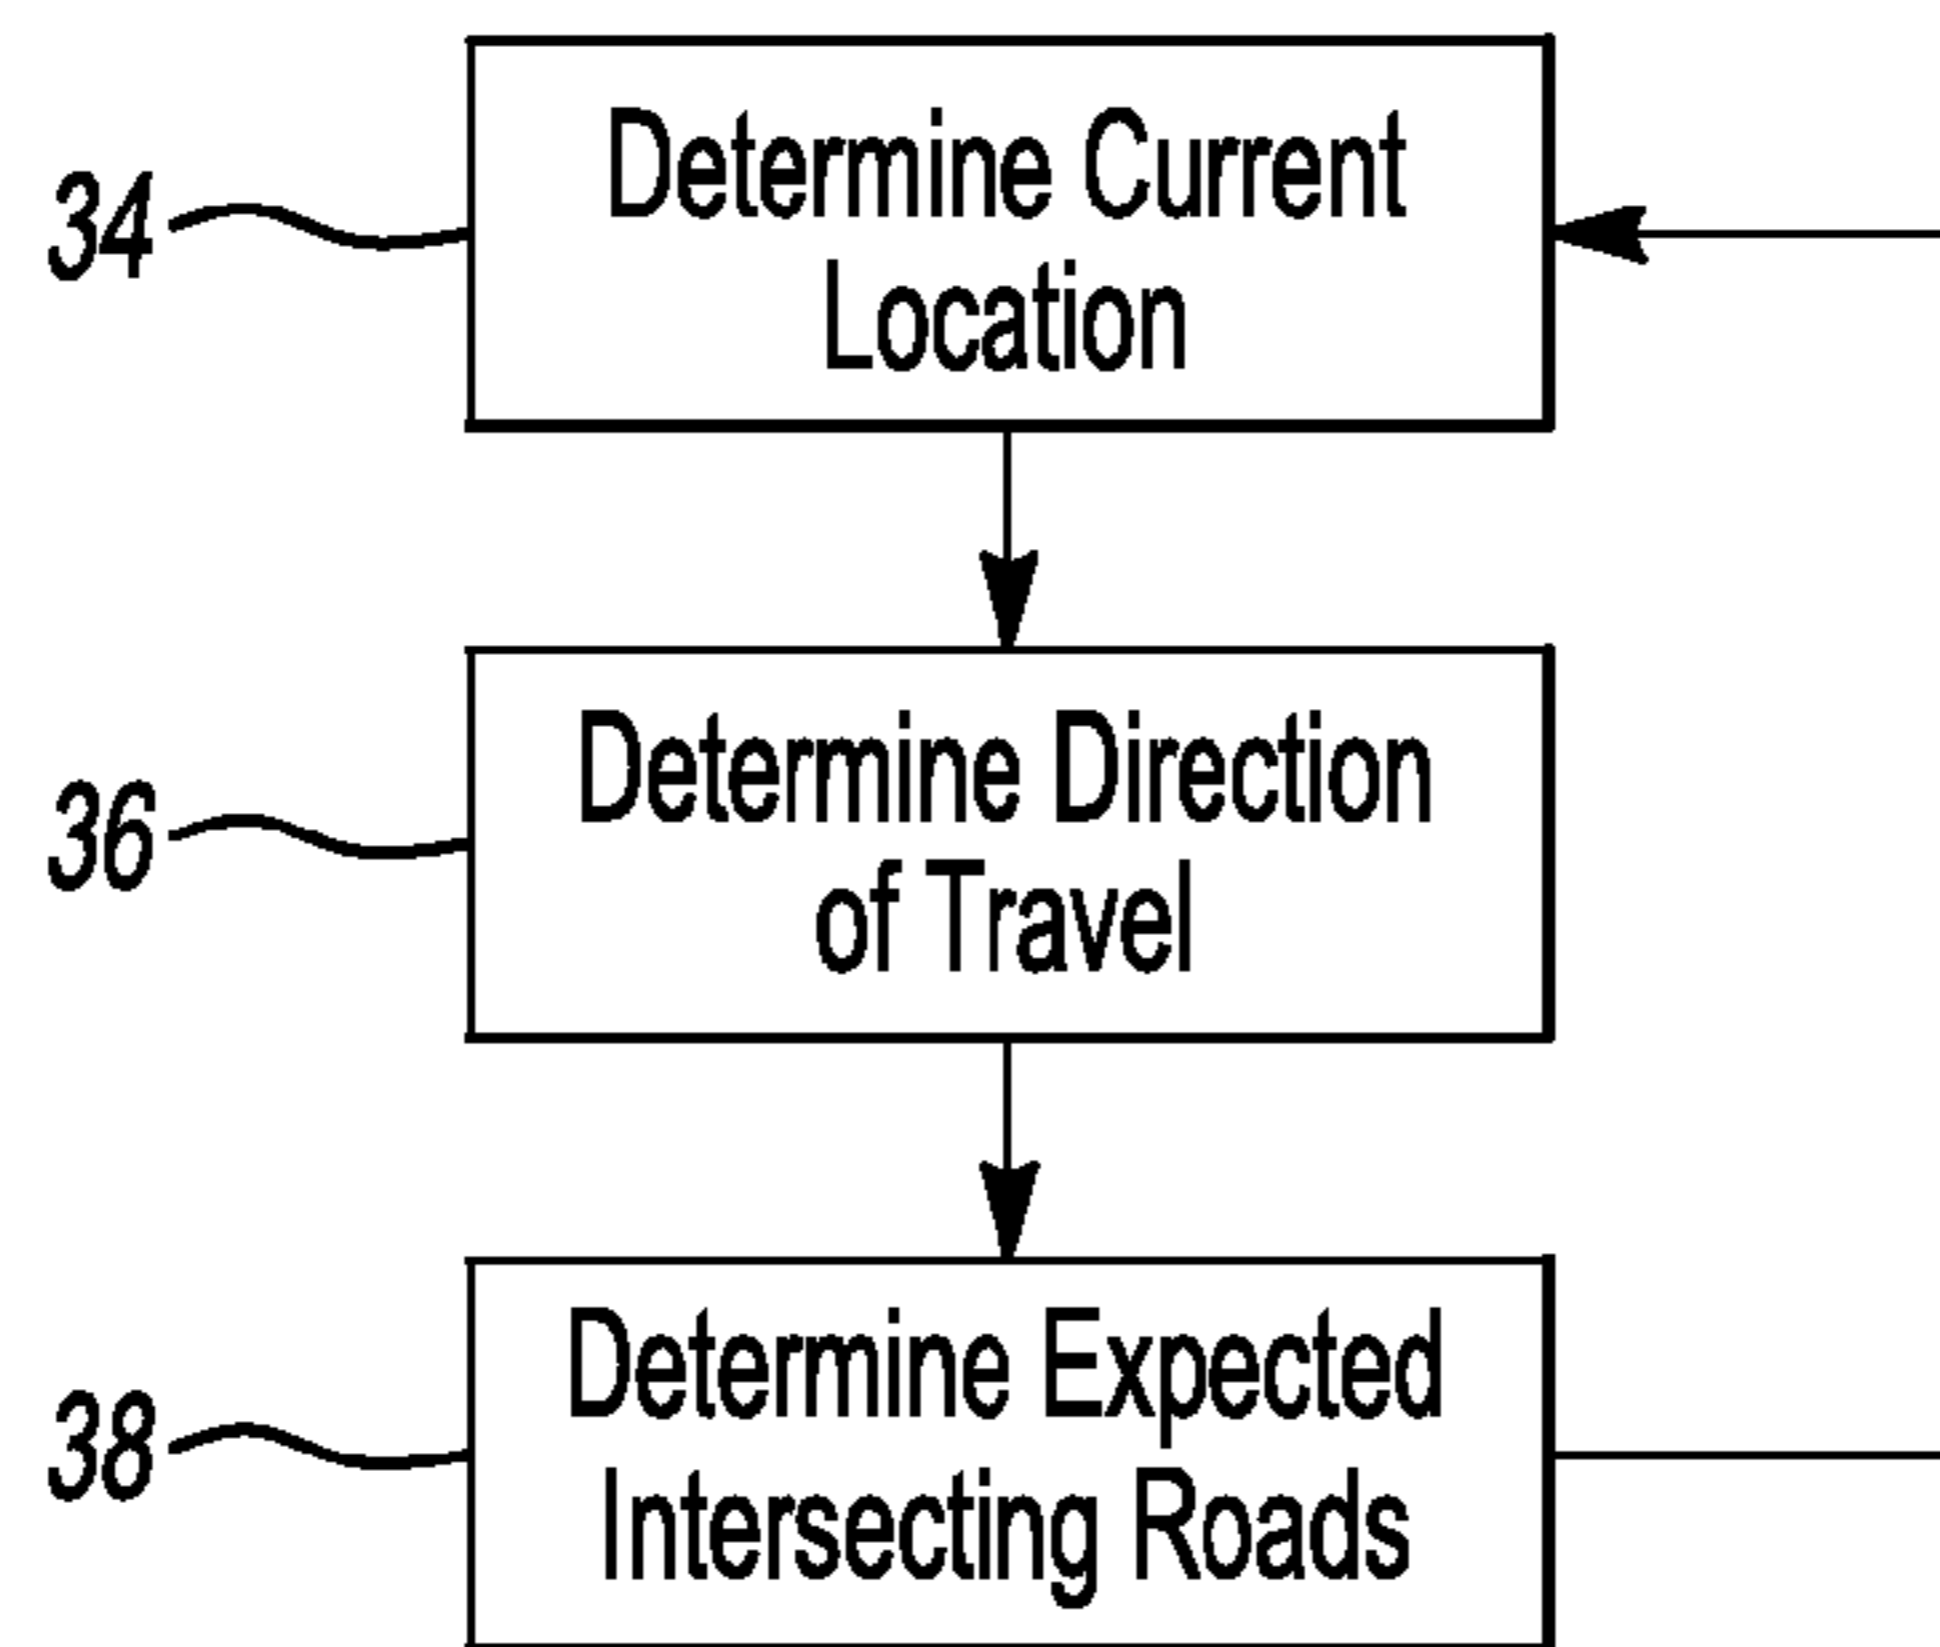 34
Determine Current
Location
36
Determine Direction
of Travel
38
Determine Expected
Intersecting Roads